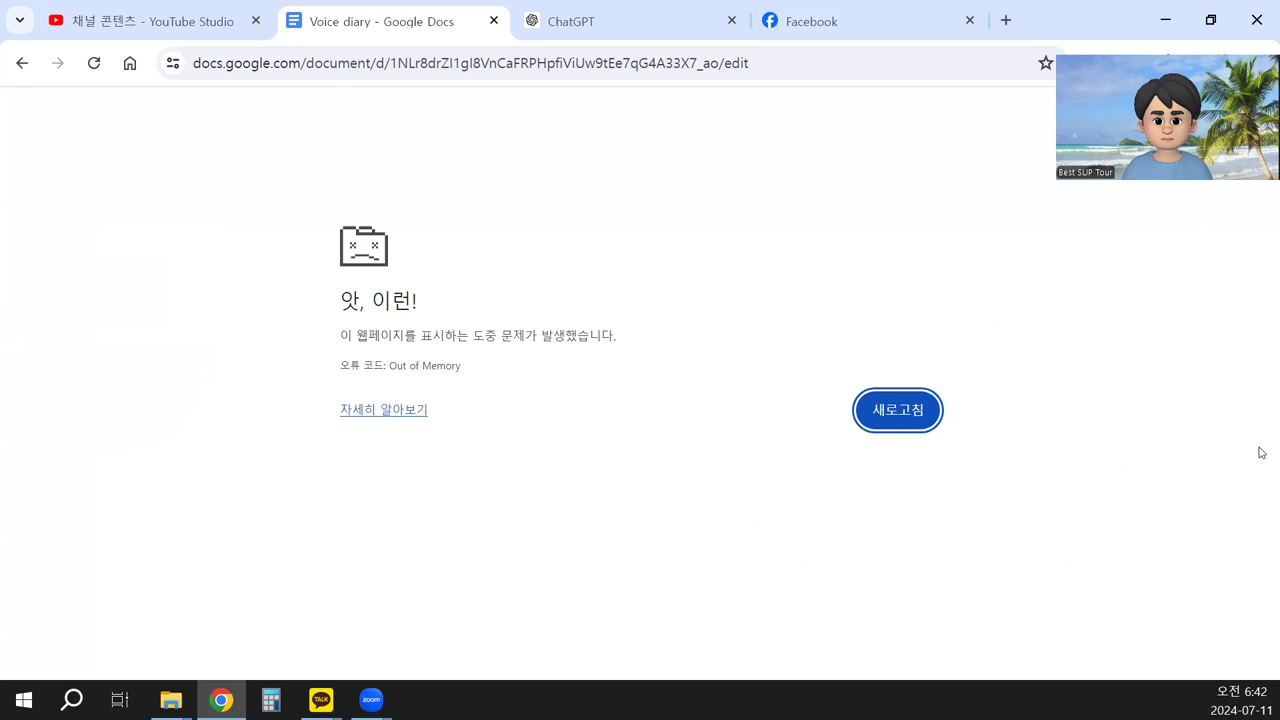 채널 콘텐츠 - YouTube Studio
Voice diary - Google Docs
ChatGPT
Facebook
docs.google.com/document/d/1NLr8drZI1gI8VnCaFRPHpfiViUw9tEe7qG4A33X7_ao/edit
Best SUP Tour
앗, 이런!
이 웹페이지를 표시하는 도중 문제가 발생했습니다.
오류 코드: Out of Memory
자세히 알아보기
새로고침
TALK
zoom
오전 6:42
2024-07-11